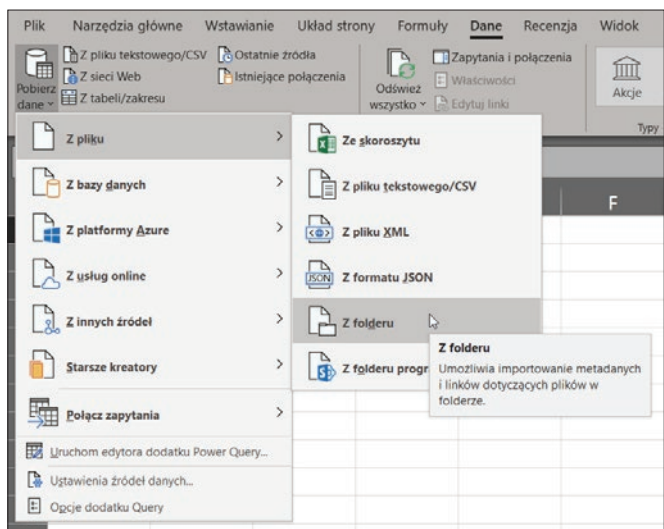 Plik Narzędzia główne Wstawianie Układ strony Formuły Dane Recenzja Widok
Pobierz dane
Z pliku tekstowego/CSV
Z sieci Web
Z tabeli/zakresu
Ostatnie źródła
Istniejące połączenia
Odśwież
wszystko
Zapytania i połączenia
Właściwości
Edytuj linki
Akcje
Typy
Z pliku
Z bazy danych
Z platformy Azure
Z usług online
Z innych źródeł
Starsze kreatory
Połącz zapytania
Uruchom edytora dodatku Power Query...
Ustawienia źródeł danych...
Opcje dodatku Query
Ze skoroszytu
Z pliku tekstowego/CSV
Z pliku XML
JSON
Z formatu JSON
Z folderu
Z folderu progr
F
Z folderu
Umożliwia importowanie metadanych
i linków dotyczących plików w
folderze.